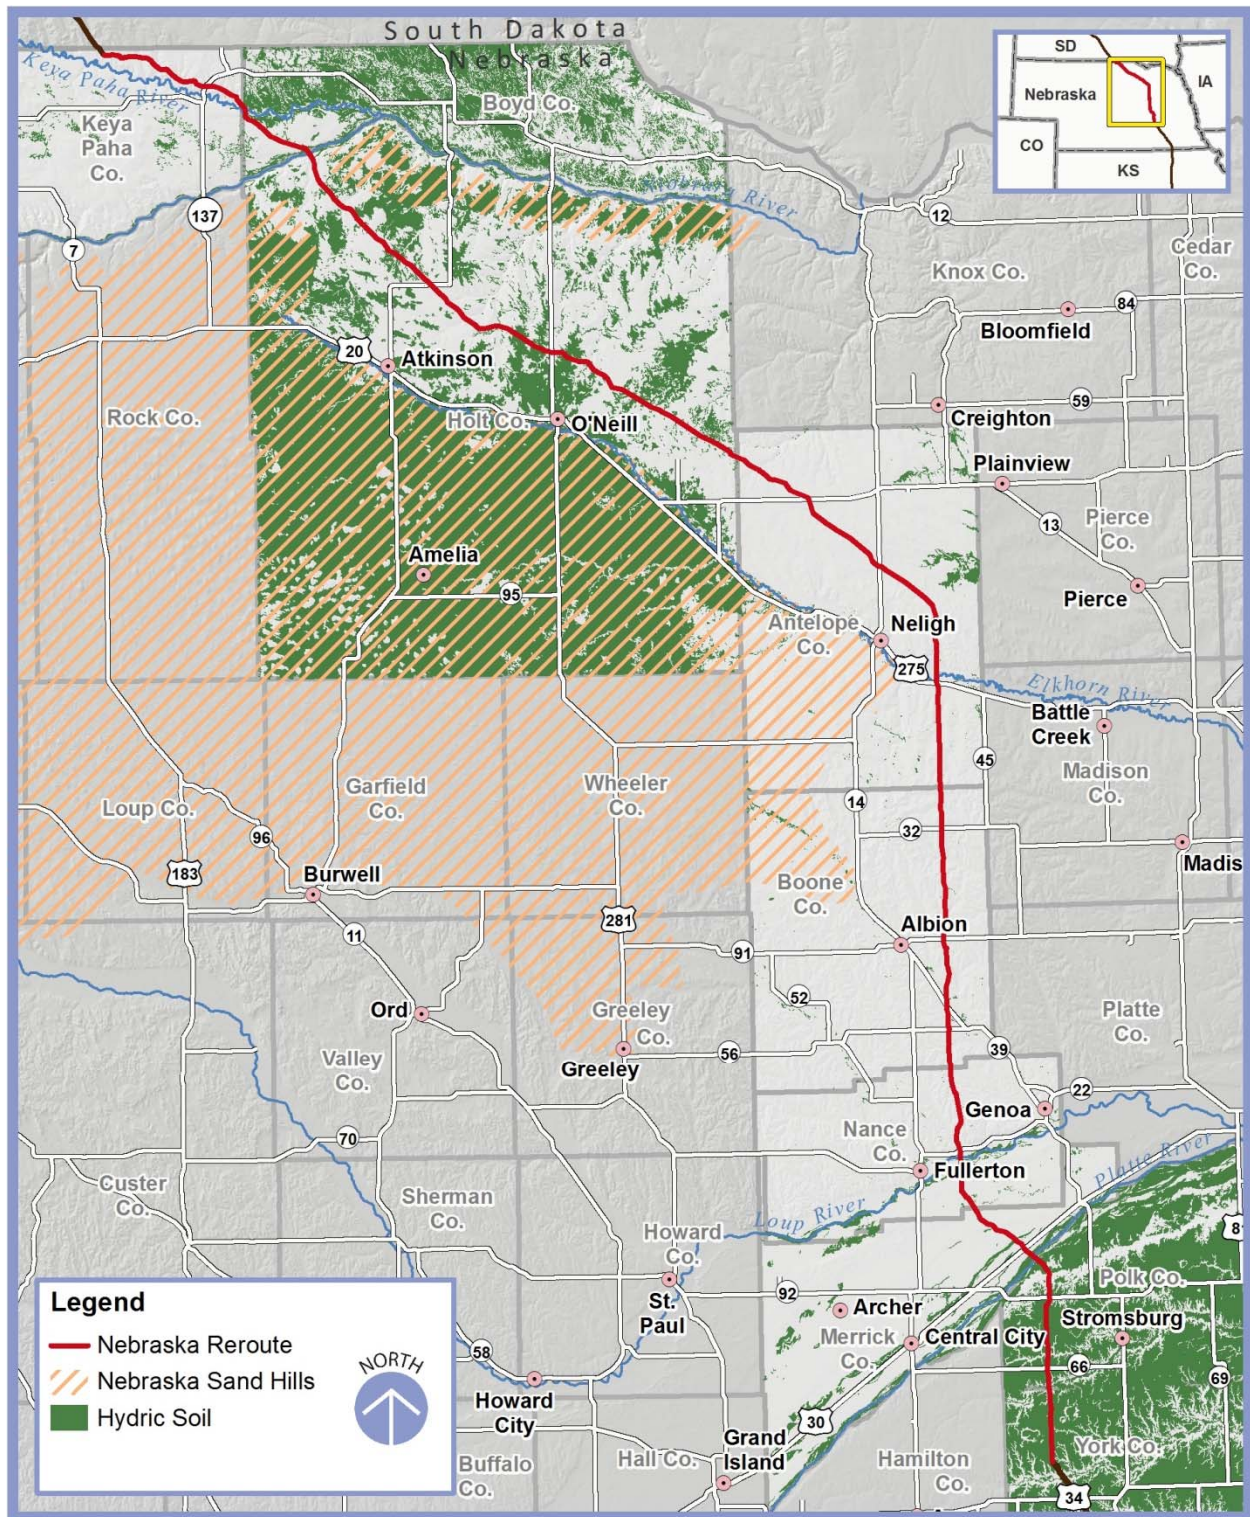 South Dakota
Nebraska
SD
Nebraska
IA
CO
KS
Keya Paha River
Boyd Co.
Keya
Paha
Co.
137
7
Niobrara River
12
Cedar
Co.
Knox Co.
84
Bloomfield
20
Atkinson
Rock Co.
Holt Co.
O'Neill
59
Creighton
Plainview
13
Pierce
Co.
Amelia
95
Pierce
Antelope
Co.
Neligh
275
Elkhorn River
Battle
Creek
45
Madison
Co.
Garfield
Co.
Wheeler
Co.
Loup Co.
14
32
96
Madis
183
Burwell
Boone
Co.
281
11
Albion
91
52
Ord
Greeley
Co.
Platte
Co.
Valley
Co.
Greeley
56
39
22
Genoa
70
Nance
Co.
Fullerton
Platte River
Custer
Co.
Sherman
Co.
Loup River
Howard
Co.
81
Polk Co.
St.
Paul
92
Archer
Stromsburg
Merrick
Co.
Central City
66
69
Legend
Nebraska Reroute
Nebraska Sand Hills
Hydric Soil
NORTH
58
Howard
City
30
Grand
Island
Hall Co.
Buffalo
Co.
Hamilton
Co.
York Co.
34